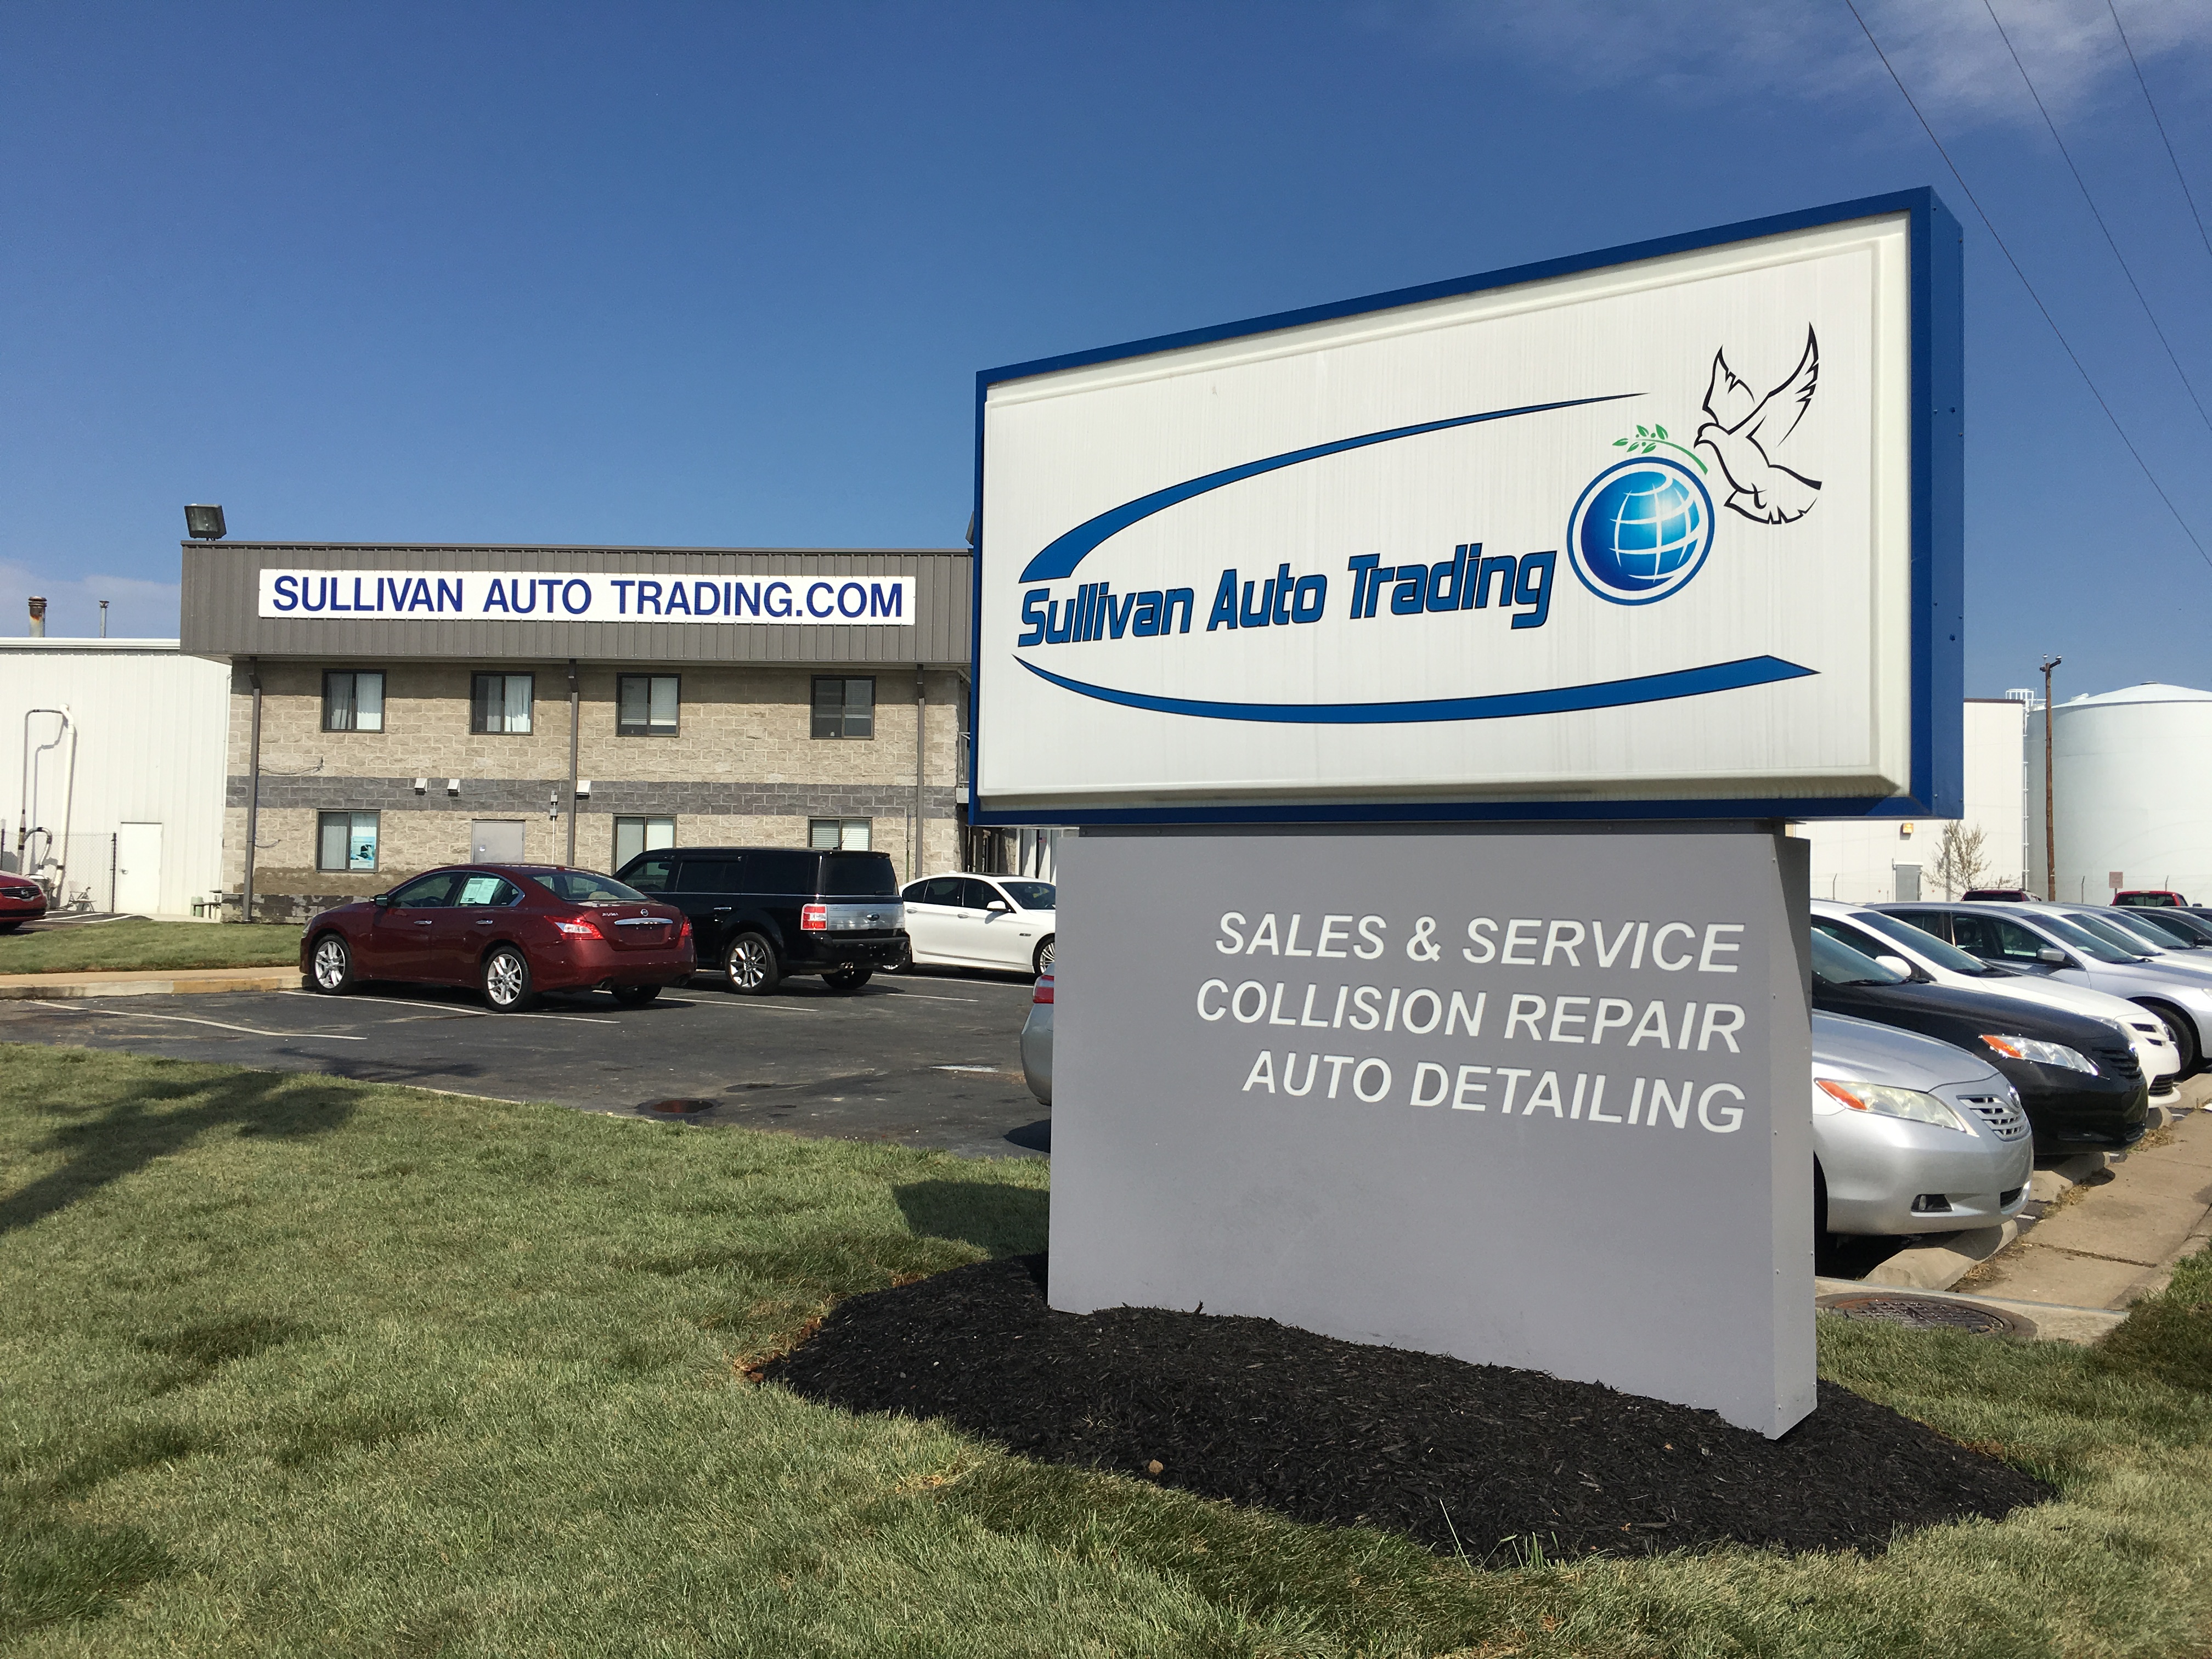 SULLIVAN AUTO TRADING.COM
Sullivan Auto Trading
SALES & SERVICE
COLLISION REPAIR
AUTO DETAILING